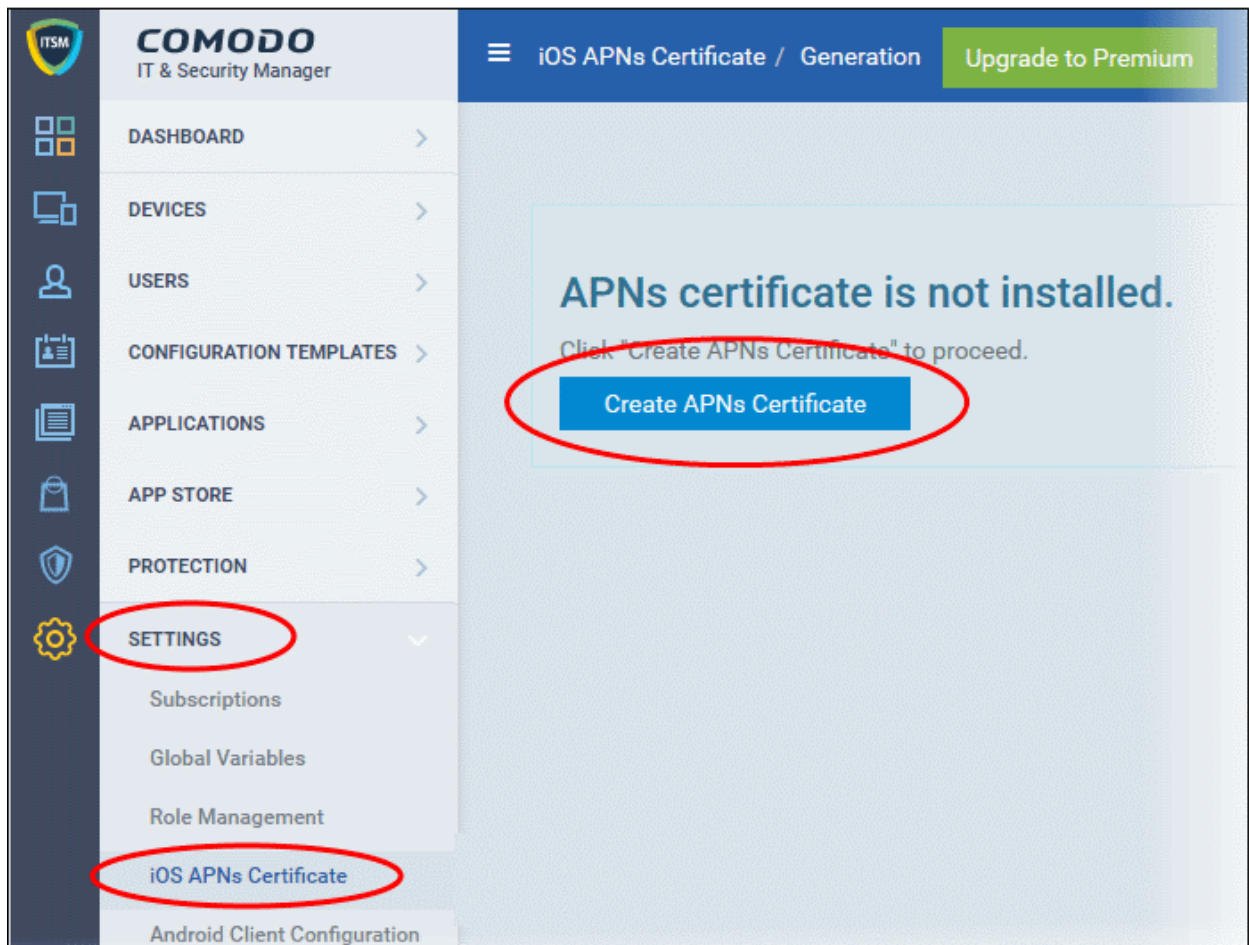 ITSM
COMODO
IT & Security Manager
iOS APNs Certificate / Generation
Upgrade to Premium
DASHBOARD
DEVICES
USERS
CONFIGURATION TEMPLATES
APPLICATIONS
APP STORE
PROTECTION
SETTINGS
Subscriptions
Global Variables
Role Management
iOS APNs Certificate
Android Client Configuration
APNs certificate is not installed.
Click "Create APNs Certificate" to proceed.
Create APNs Certificate